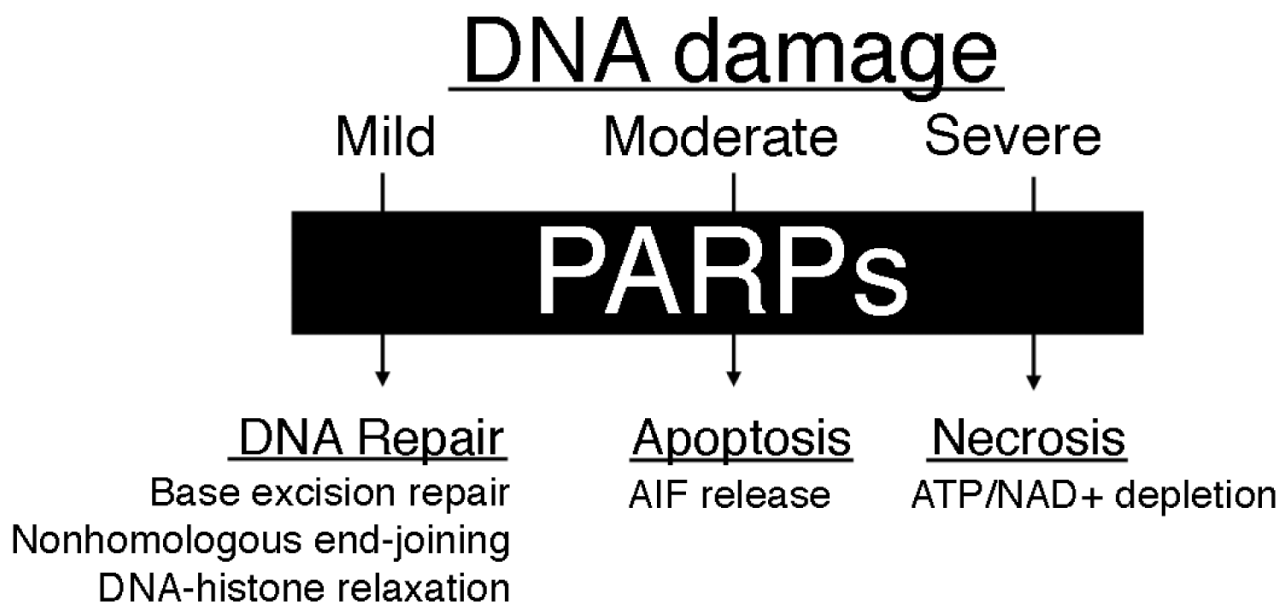 DNA damage
Mild Moderate Severe
PARPs
DNA Repair Apoptosis Necrosis
Base excision repair AIF release ATP/NAD+ depletion
Nonhomologous end-joining
DNA-histone relaxation